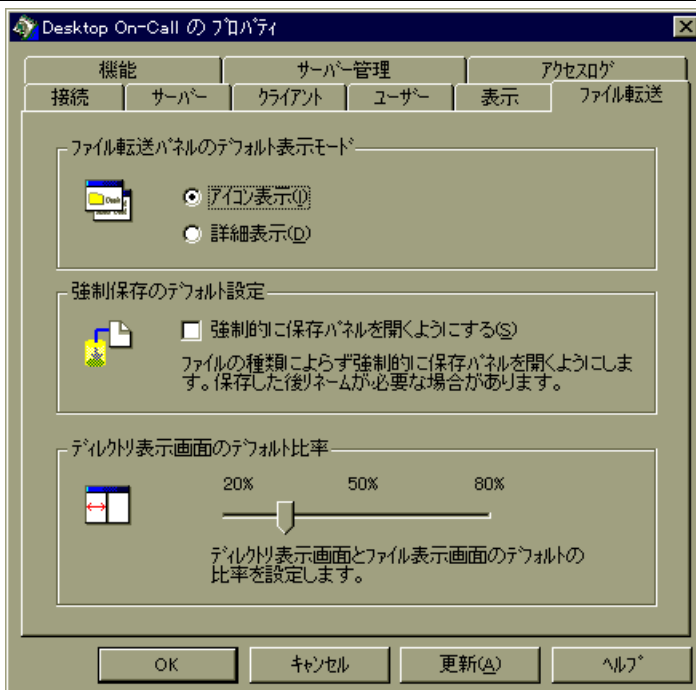 Desktop On-Call の ﾌﾟﾛﾊﾟﾃｨ
機能 サーバー管理 ｱｸｾｽﾛｸﾞ
接続 サーバー ｸﾗｲｱﾝﾄ ユーザー 表示 ﾌｧｲﾙ転送
ﾌｧｲﾙ転送ﾊﾟﾈﾙのﾃﾞﾌｫﾙﾄ表示ﾓｰﾄﾞ
ｱｲｺﾝ表示(I)
詳細表示(D)
強制保存のﾃﾞﾌｫﾙﾄ設定
強制的に保存ﾊﾟﾈﾙを開くようにする(S)
ﾌｧｲﾙの種類によらず強制的に保存ﾊﾟﾈﾙを開くようにしま
す。保存した後ﾘﾈｰﾑが必要な場合があります。
ﾃﾞｨﾚｸﾄﾘ表示画面のﾃﾞﾌｫﾙﾄ比率
20% 50% 80%
ﾃﾞｨﾚｸﾄﾘ表示画面とﾌｧｲﾙ表示画面のﾃﾞﾌｫﾙﾄの
比率を設定します。
OK ｷｬﾝｾﾙ 更新(A) ﾍﾙﾌﾟ